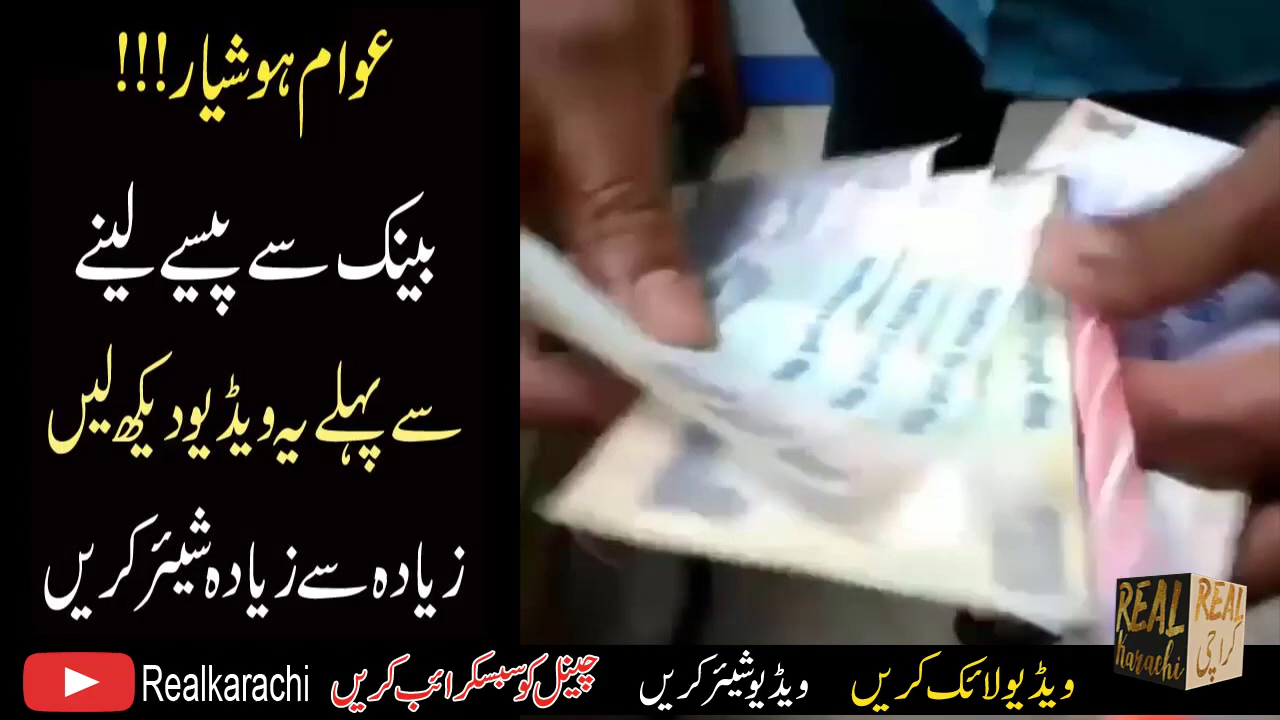 عوام ہوشیار!!!
بینک سے پیسے لینے
سے پہلے یہ ویڈیو دیکھ لیں
زیادہ سے زیادہ شیئر کریں
REAL Karachi
REAL کراچی
ویڈیو لائک کریں ویڈیو شیئر کریں چینل کو سبسکرائب کریں Realkarachi